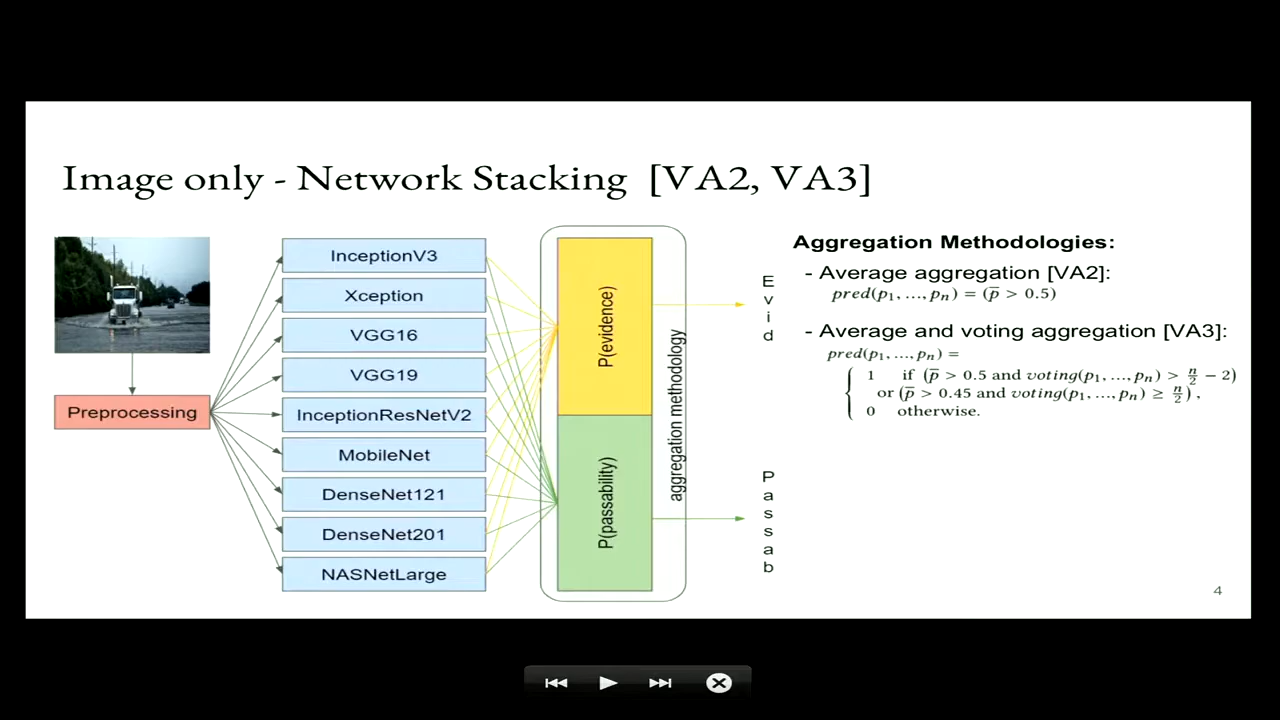 Image only - Network Stacking [VA2, VA3]
Preprocessing
InceptionV3
Xception
VGG16
VGG19
InceptionResNetV2
MobileNet
DenseNet121
DenseNet201
NASNetLarge
P(evidence)
P(passability)
aggregation methodology
Evid
Passab
Aggregation Methodologies:
- Average aggregation [VA2]:
pred(p₁, ..., pₙ) = (p̅ > 0.5)
- Average and voting aggregation [VA3]:
pred(p₁, ..., pₙ) =
{ 1 if (p̅ > 0.5 and voting(p₁, ..., pₙ) > n/2 − 2)
or (p̅ > 0.45 and voting(p₁, ..., pₙ) ≥ n/2) ,
0 otherwise.
4